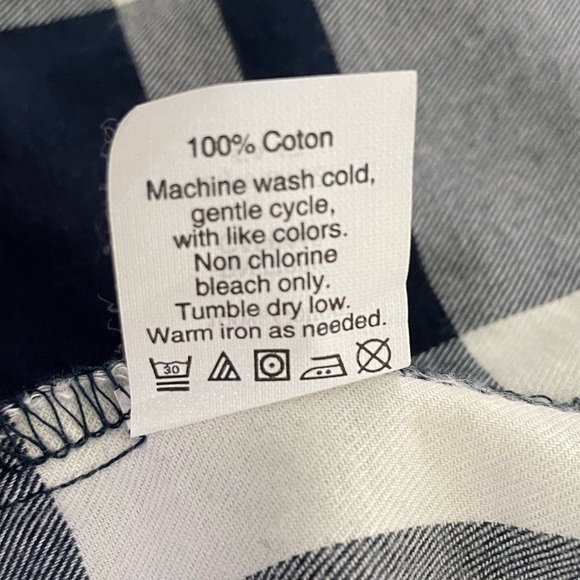 100% Coton
Machine wash cold,
gentle cycle,
with like colors.
Non chlorine
bleach only.
Tumble dry low.
Warm iron as needed.
30